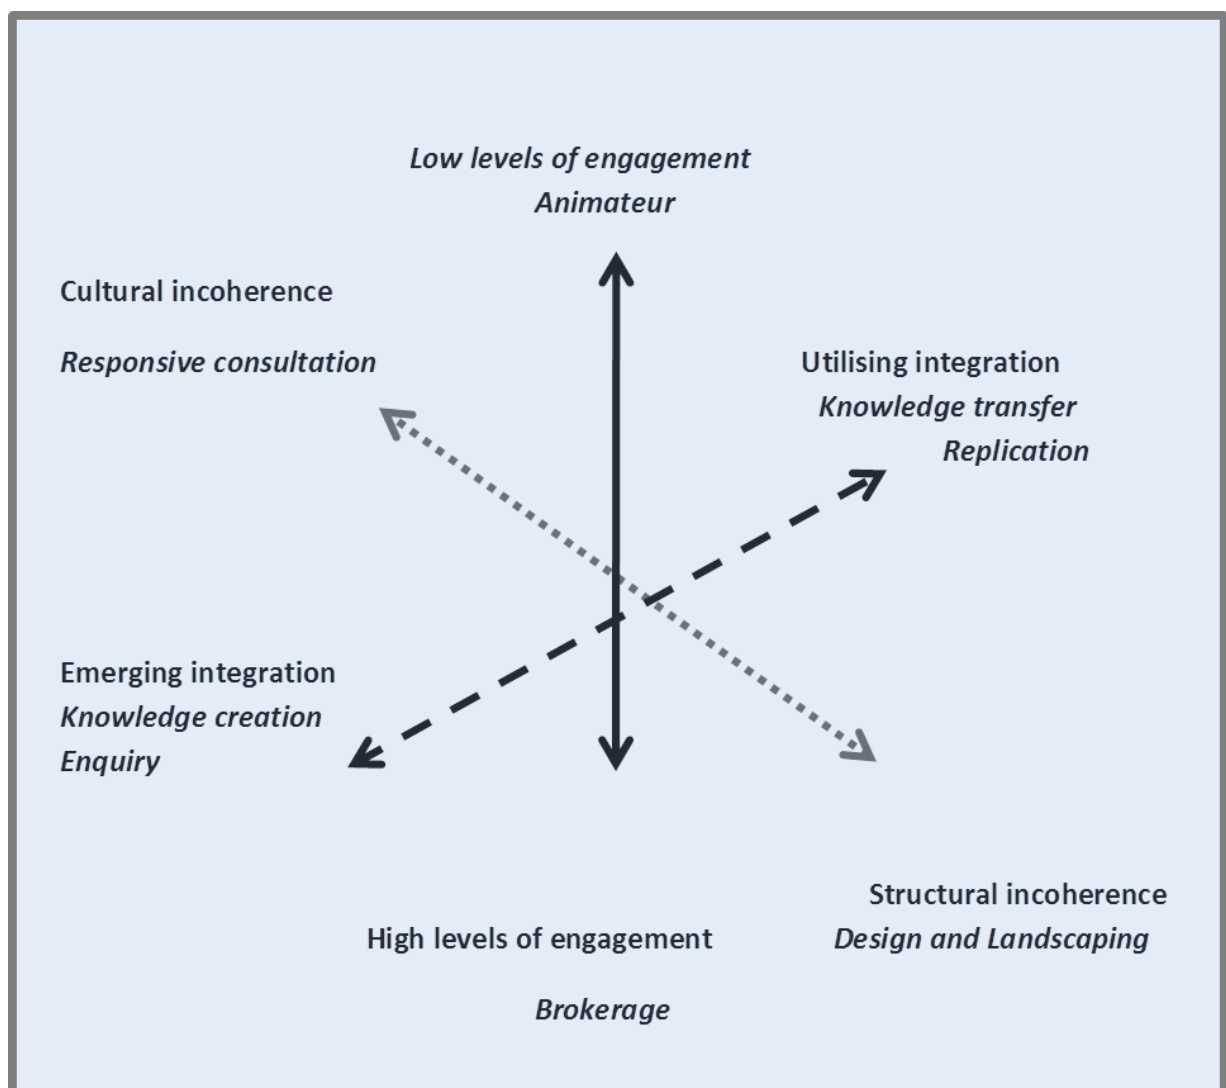 Low levels of engagement
Animateur
Cultural incoherence
Responsive consultation
Utilising integration
Knowledge transfer
Replication
Emerging integration
Knowledge creation
Enquiry
Structural incoherence
Design and Landscaping
High levels of engagement
Brokerage